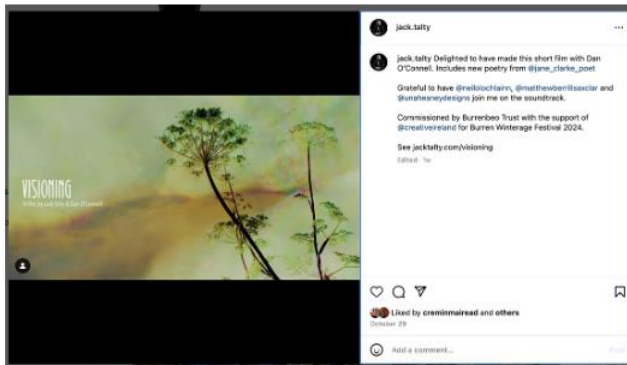 jack.talty
VISIONING
A film by Jack Talty & Dan O'Connell
jack.talty Delighted to have made this short film with Dan
O'Connell. Includes new poetry from @jane_clarke_poet
Grateful to have @neilolochlainn, @matthewberrillsaxclar and
@unaheaneydesigns join me on the soundtrack.
Commissioned by Burrenbeo Trust with the support of
@creativeireland for Burren Winterage Festival 2024.
See jacktalty.com/visioning
Edited · 1w
Liked by creminmairead and others
October 29
Add a comment...
Post